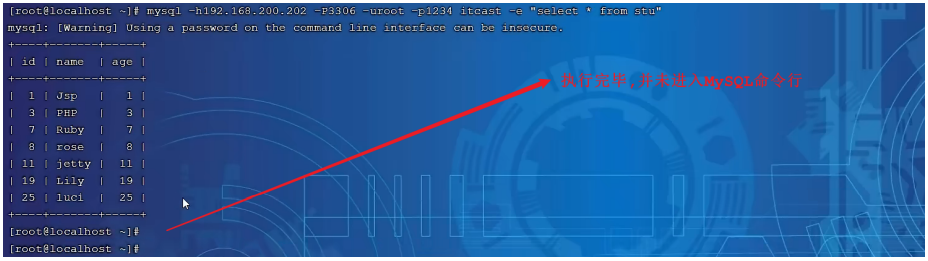 [root@localhost ~]# mysql -h192.168.200.202 -P3306 -uroot -p1234 itcast -e "select * from stu"
mysql: [Warning] Using a password on the command line interface can be insecure.
+----+-------+-----+
| id | name  | age |
+----+-------+-----+
|  1 | Jsp   |   1 |
|  3 | PHP   |   3 |
|  7 | Ruby  |   7 |
|  8 | rose  |   8 |
| 11 | jetty |  11 |
| 19 | Lily  |  19 |
| 25 | luci  |  25 |
+----+-------+-----+
[root@localhost ~]#
[root@localhost ~]#
执行完毕,并未进入MySQL命令行